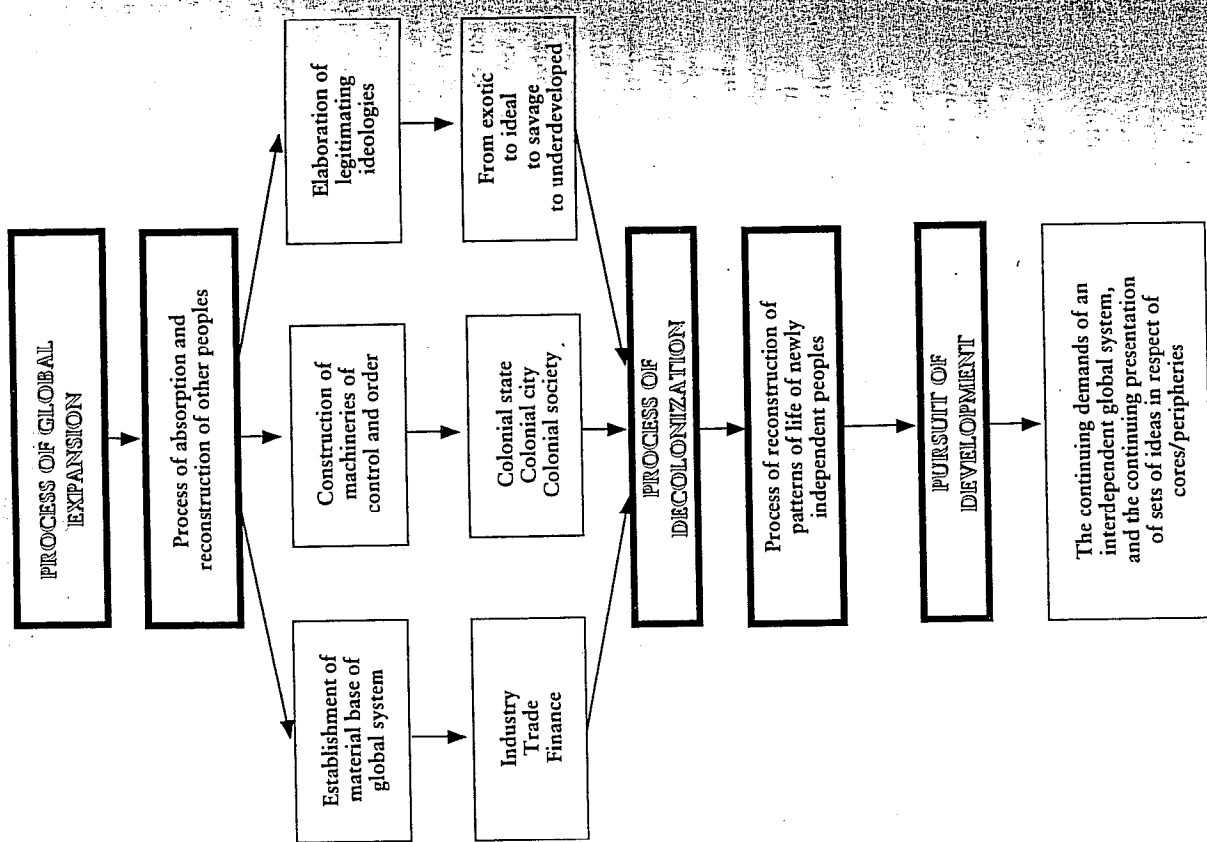 PROCESS OF GLOBAL
EXPANSION
Process of absorption and
reconstruction of other peoples
Establishment of
material base of
global system
Construction of
machineries of
control and order
Elaboration of
legitimating
ideologies
Industry
Trade
Finance
Colonial state
Colonial city
Colonial society
From exotic
to ideal
to savage
to underdeveloped
PROCESS OF
DECOLONIZATION
Process of reconstruction of
patterns of life of newly
independent peoples
PURSUIT OF
DEVELOPMENT
The continuing demands of an
interdependent global system,
and the continuing presentation
of sets of ideas in respect of
cores/peripheries